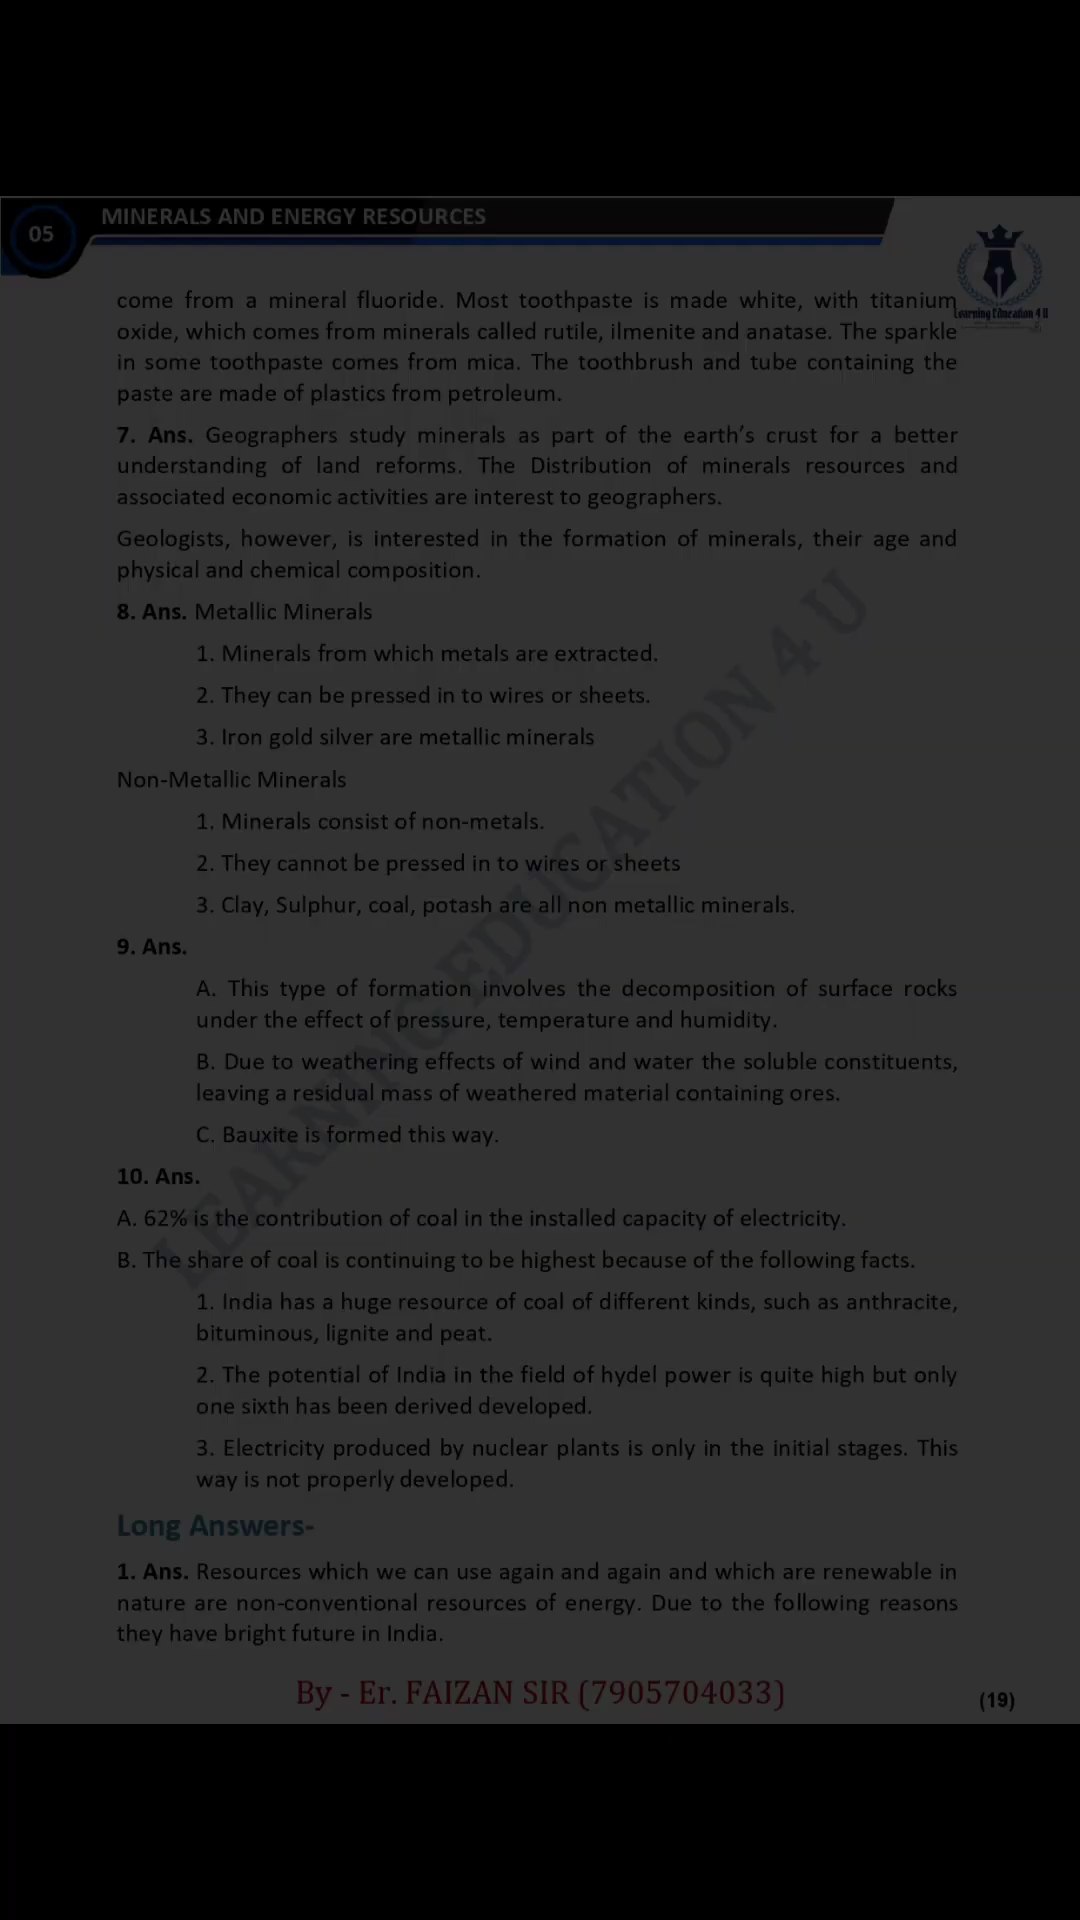 05
MINERALS AND ENERGY RESOURCES
Learning Education 4 U
come from a mineral fluoride. Most toothpaste is made white, with titanium
oxide, which comes from minerals called rutile, ilmenite and anatase. The sparkle
in some toothpaste comes from mica. The toothbrush and tube containing the
paste are made of plastics from petroleum.
7. Ans. Geographers study minerals as part of the earth’s crust for a better
understanding of land reforms. The Distribution of minerals resources and
associated economic activities are interest to geographers.
Geologists, however, is interested in the formation of minerals, their age and
physical and chemical composition.
8. Ans. Metallic Minerals
1. Minerals from which metals are extracted.
2. They can be pressed in to wires or sheets.
3. Iron gold silver are metallic minerals
Non-Metallic Minerals
1. Minerals consist of non-metals.
2. They cannot be pressed in to wires or sheets
3. Clay, Sulphur, coal, potash are all non metallic minerals.
9. Ans.
A. This type of formation involves the decomposition of surface rocks
under the effect of pressure, temperature and humidity.
B. Due to weathering effects of wind and water the soluble constituents,
leaving a residual mass of weathered material containing ores.
C. Bauxite is formed this way.
10. Ans.
A. 62% is the contribution of coal in the installed capacity of electricity.
B. The share of coal is continuing to be highest because of the following facts.
1. India has a huge resource of coal of different kinds, such as anthracite,
bituminous, lignite and peat.
2. The potential of India in the field of hydel power is quite high but only
one sixth has been derived developed.
3. Electricity produced by nuclear plants is only in the initial stages. This
way is not properly developed.
LEARNING EDUCATION 4 U
Long Answers-
1. Ans. Resources which we can use again and again and which are renewable in
nature are non-conventional resources of energy. Due to the following reasons
they have bright future in India.
By - Er. FAIZAN SIR (7905704033)
(19)